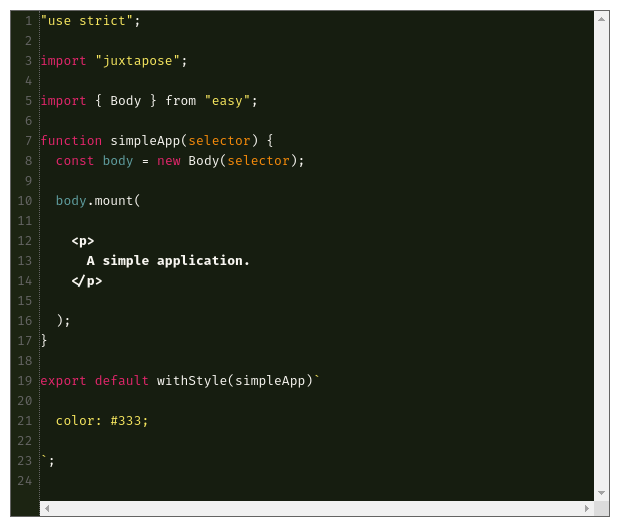 1 "use strict";
2
3 import "juxtapose";
4
5 import { Body } from "easy";
6
7 function simpleApp(selector) {
8   const body = new Body(selector);
9
10   body.mount(
11
12     <p>
13       A simple application.
14     </p>
15
16   );
17 }
18
19 export default withStyle(simpleApp)`
20
21   color: #333;
22
23 `;
24